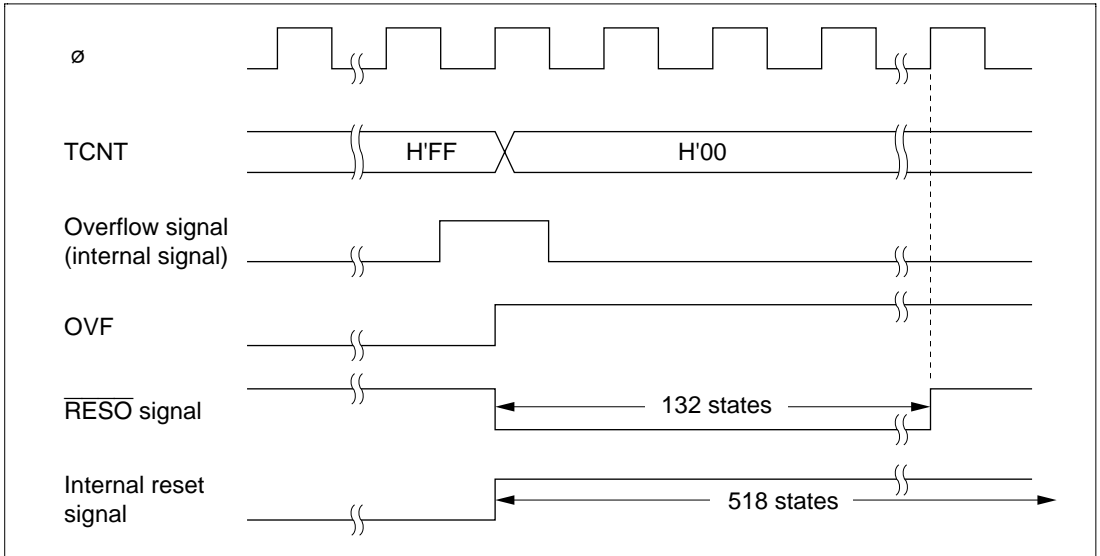 ø
TCNT
H'FF
H'00
Overflow signal
(internal signal)
OVF
RESO signal
132 states
Internal reset
signal
518 states